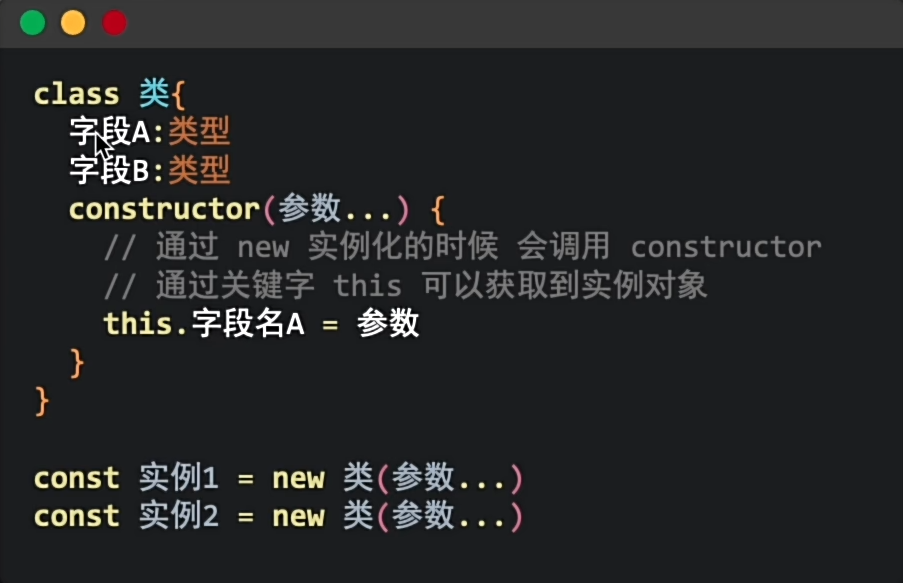 class 类{
字段A:类型
字段B:类型
constructor(参数...) {
// 通过 new 实例化的时候 会调用 constructor
// 通过关键字 this 可以获取到实例对象
this.字段名A = 参数
}
}
const 实例1 = new 类(参数...)
const 实例2 = new 类(参数...)